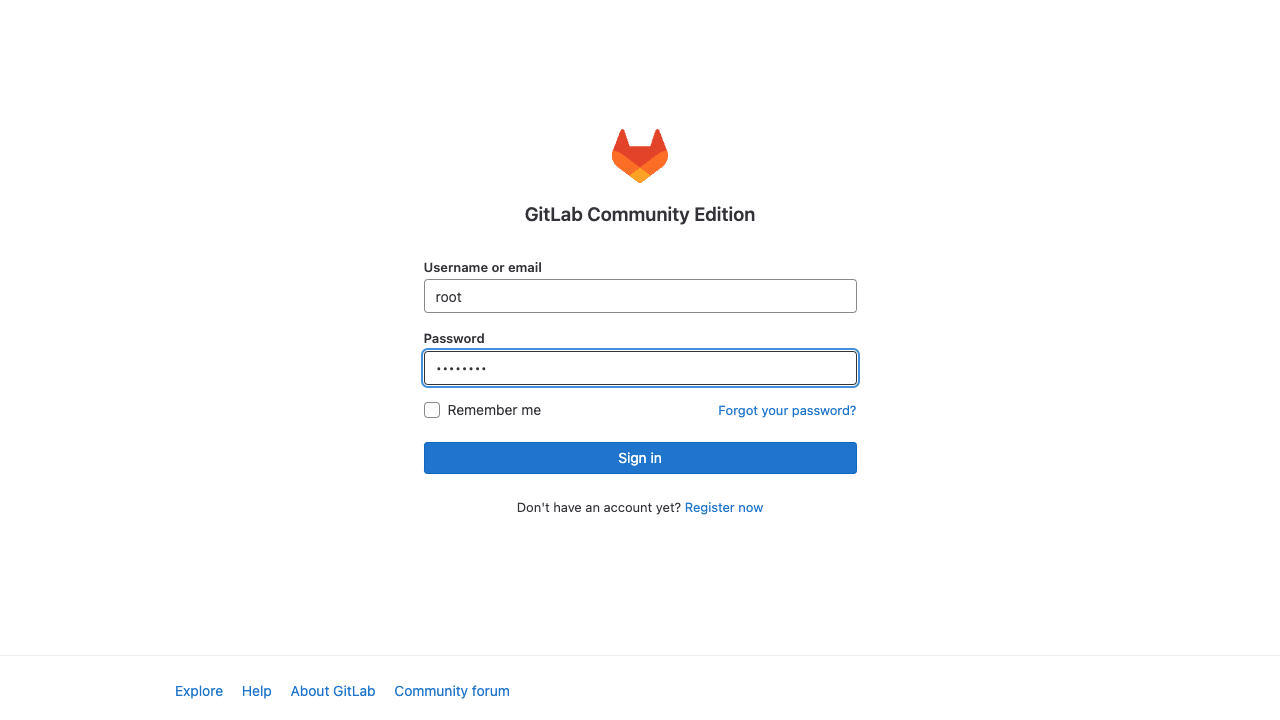 GitLab Community Edition
Username or email
root
Password
••••••••
Remember me
Forgot your password?
Sign in
Don't have an account yet? Register now
Explore Help About GitLab Community forum